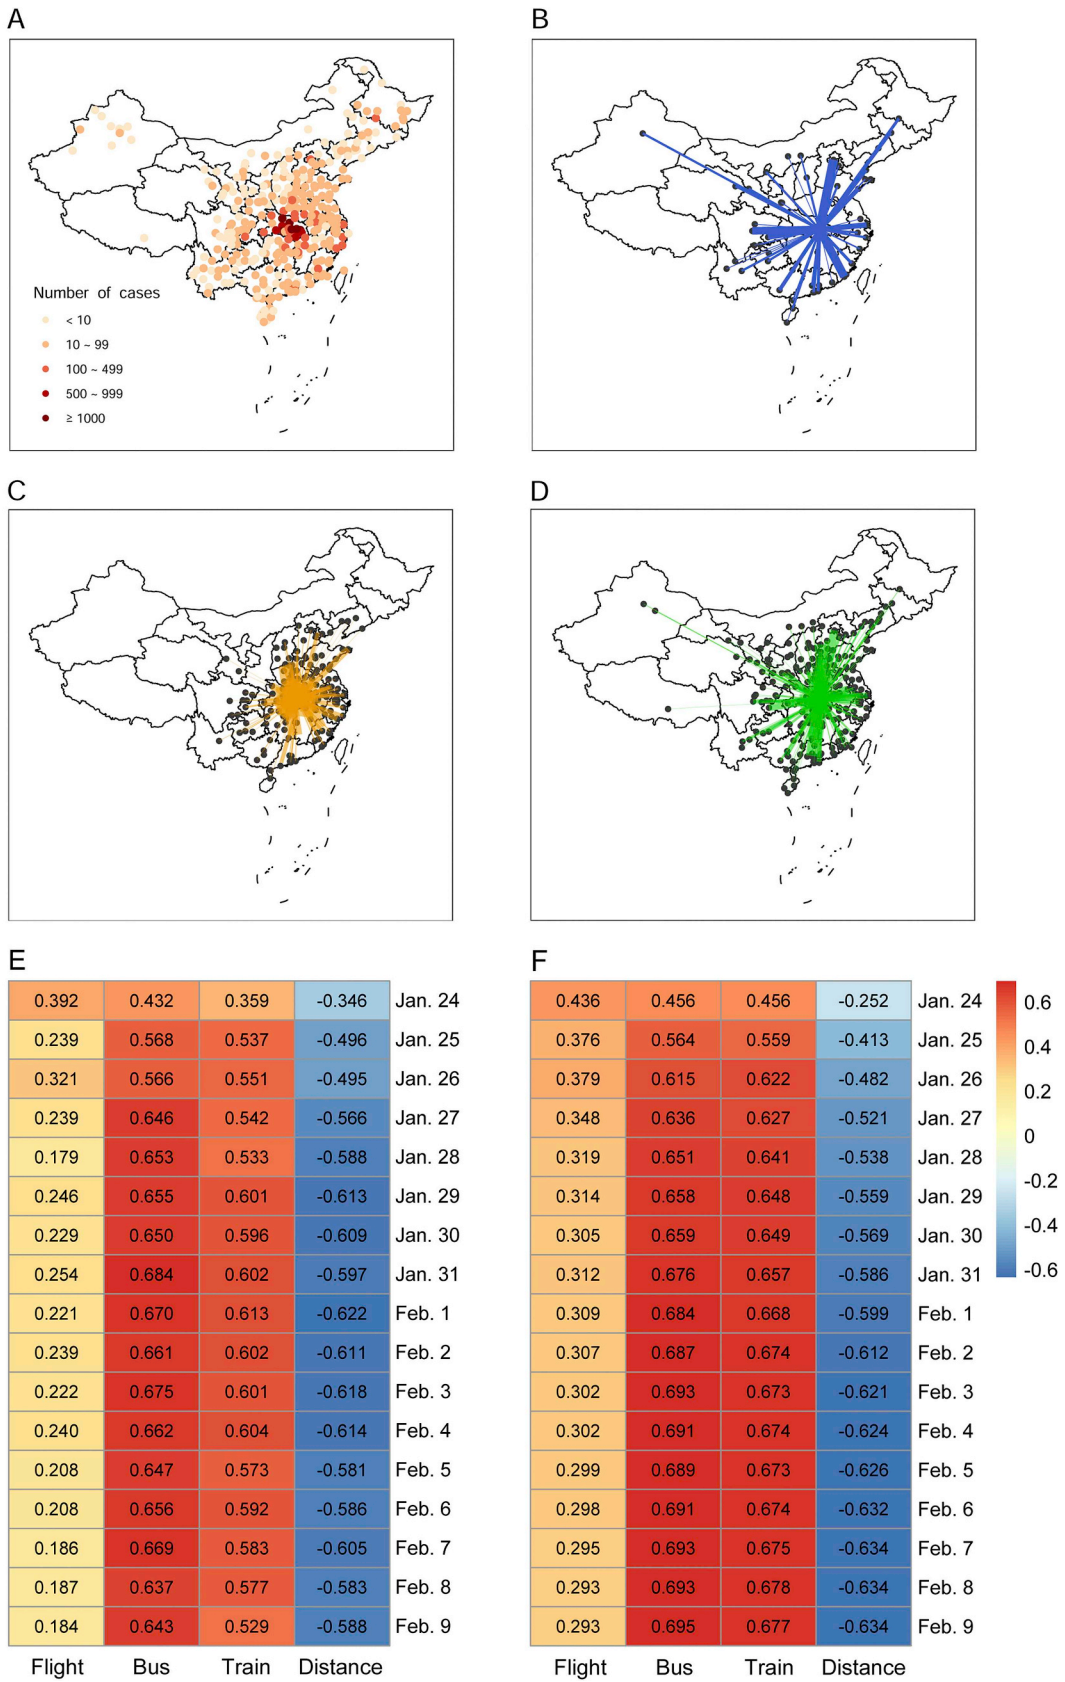 A
B
Number of cases
< 10
10 ~ 99
100 ~ 499
500 ~ 999
≥ 1000
C
D
E
0.392 0.432 0.359 -0.346 Jan. 24
0.239 0.568 0.537 -0.496 Jan. 25
0.321 0.566 0.551 -0.495 Jan. 26
0.239 0.646 0.542 -0.566 Jan. 27
0.179 0.653 0.533 -0.588 Jan. 28
0.246 0.655 0.601 -0.613 Jan. 29
0.229 0.650 0.596 -0.609 Jan. 30
0.254 0.684 0.602 -0.597 Jan. 31
0.221 0.670 0.613 -0.622 Feb. 1
0.239 0.661 0.602 -0.611 Feb. 2
0.222 0.675 0.601 -0.618 Feb. 3
0.240 0.662 0.604 -0.614 Feb. 4
0.208 0.647 0.573 -0.581 Feb. 5
0.208 0.656 0.592 -0.586 Feb. 6
0.186 0.669 0.583 -0.605 Feb. 7
0.187 0.637 0.577 -0.583 Feb. 8
0.184 0.643 0.529 -0.588 Feb. 9
Flight Bus Train Distance
F
0.436 0.456 0.456 -0.252 Jan. 24
0.376 0.564 0.559 -0.413 Jan. 25
0.379 0.615 0.622 -0.482 Jan. 26
0.348 0.636 0.627 -0.521 Jan. 27
0.319 0.651 0.641 -0.538 Jan. 28
0.314 0.658 0.648 -0.559 Jan. 29
0.305 0.659 0.649 -0.569 Jan. 30
0.312 0.676 0.657 -0.586 Jan. 31
0.309 0.684 0.668 -0.599 Feb. 1
0.307 0.687 0.674 -0.612 Feb. 2
0.302 0.693 0.673 -0.621 Feb. 3
0.302 0.691 0.674 -0.624 Feb. 4
0.299 0.689 0.673 -0.626 Feb. 5
0.298 0.691 0.674 -0.632 Feb. 6
0.295 0.693 0.675 -0.634 Feb. 7
0.293 0.693 0.678 -0.634 Feb. 8
0.293 0.695 0.677 -0.634 Feb. 9
Flight Bus Train Distance
0.6
0.4
0.2
0
-0.2
-0.4
-0.6